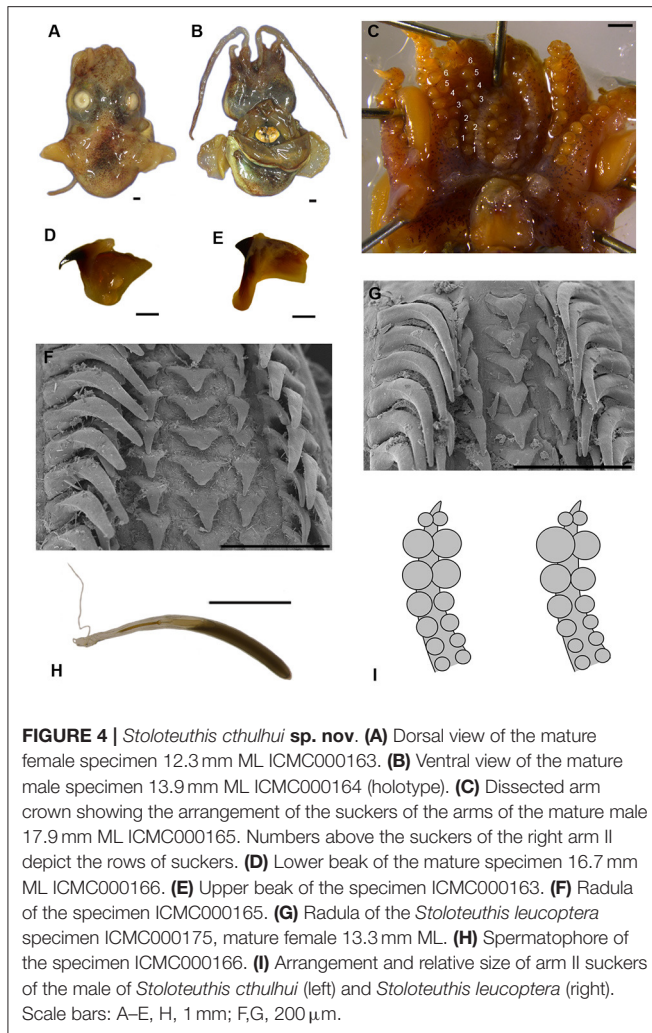 A
B
C
6
6
5
5
4
4
3
3
2
2
1
1
D
E
G
F
H
I
FIGURE 4 | Stoloteuthis cthulhui sp. nov. (A) Dorsal view of the mature
female specimen 12.3 mm ML ICMC000163. (B) Ventral view of the mature
male specimen 13.9 mm ML ICMC000164 (holotype). (C) Dissected arm
crown showing the arrangement of the suckers of the arms of the mature male
17.9 mm ML ICMC000165. Numbers above the suckers of the right arm II
depict the rows of suckers. (D) Lower beak of the mature specimen 16.7 mm
ML ICMC000166. (E) Upper beak of the specimen ICMC000163. (F) Radula
of the specimen ICMC000165. (G) Radula of the Stoloteuthis leucoptera
specimen ICMC000175, mature female 13.3 mm ML. (H) Spermatophore of
the specimen ICMC000166. (I) Arrangement and relative size of arm II suckers
of the male of Stoloteuthis cthulhui (left) and Stoloteuthis leucoptera (right).
Scale bars: A–E, H, 1 mm; F,G, 200 μm.